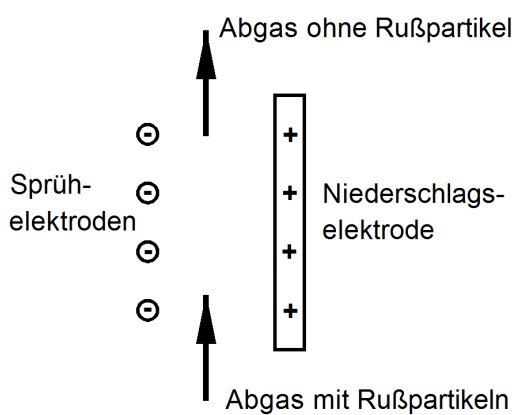 Abgas ohne Rußpartikel
Sprüh-
elektroden
Niederschlags-
elektrode
Abgas mit Rußpartikeln